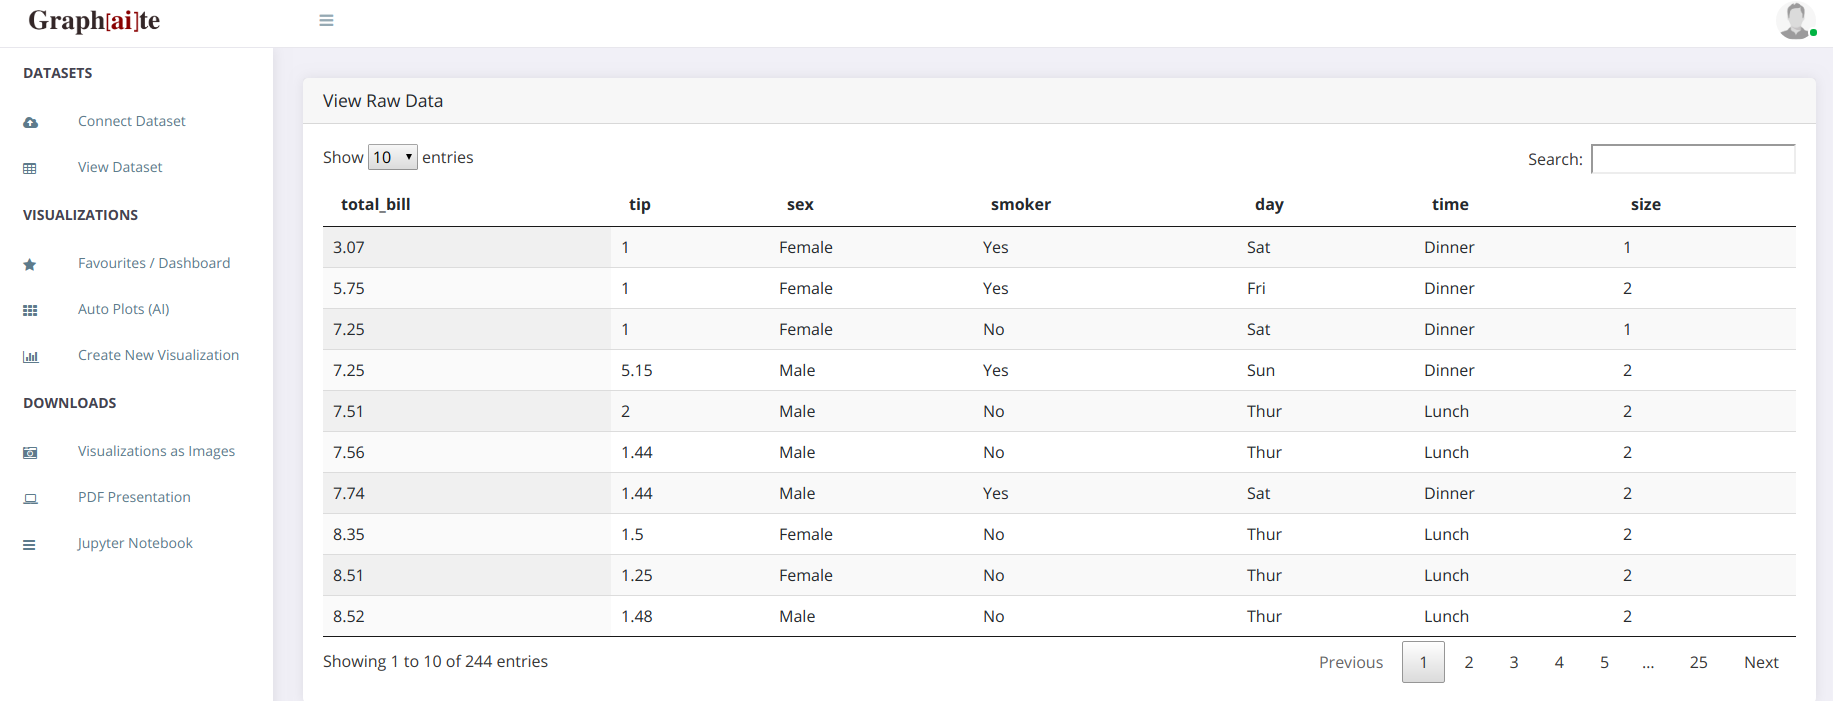 Graph[ai]te
DATASETS
Connect Dataset
View Dataset
VISUALIZATIONS
Favourites / Dashboard
Auto Plots (AI)
Create New Visualization
DOWNLOADS
Visualizations as Images
PDF Presentation
Jupyter Notebook
View Raw Data
Show 10 entries
Search:
total_bill tip sex smoker day time size
3.07 1 Female Yes Sat Dinner 1
5.75 1 Female Yes Fri Dinner 2
7.25 1 Female No Sat Dinner 1
7.25 5.15 Male Yes Sun Dinner 2
7.51 2 Male No Thur Lunch 2
7.56 1.44 Male No Thur Lunch 2
7.74 1.44 Male Yes Sat Dinner 2
8.35 1.5 Female No Thur Lunch 2
8.51 1.25 Female No Thur Lunch 2
8.52 1.48 Male No Thur Lunch 2
Showing 1 to 10 of 244 entries
Previous 1 2 3 4 5 ... 25 Next